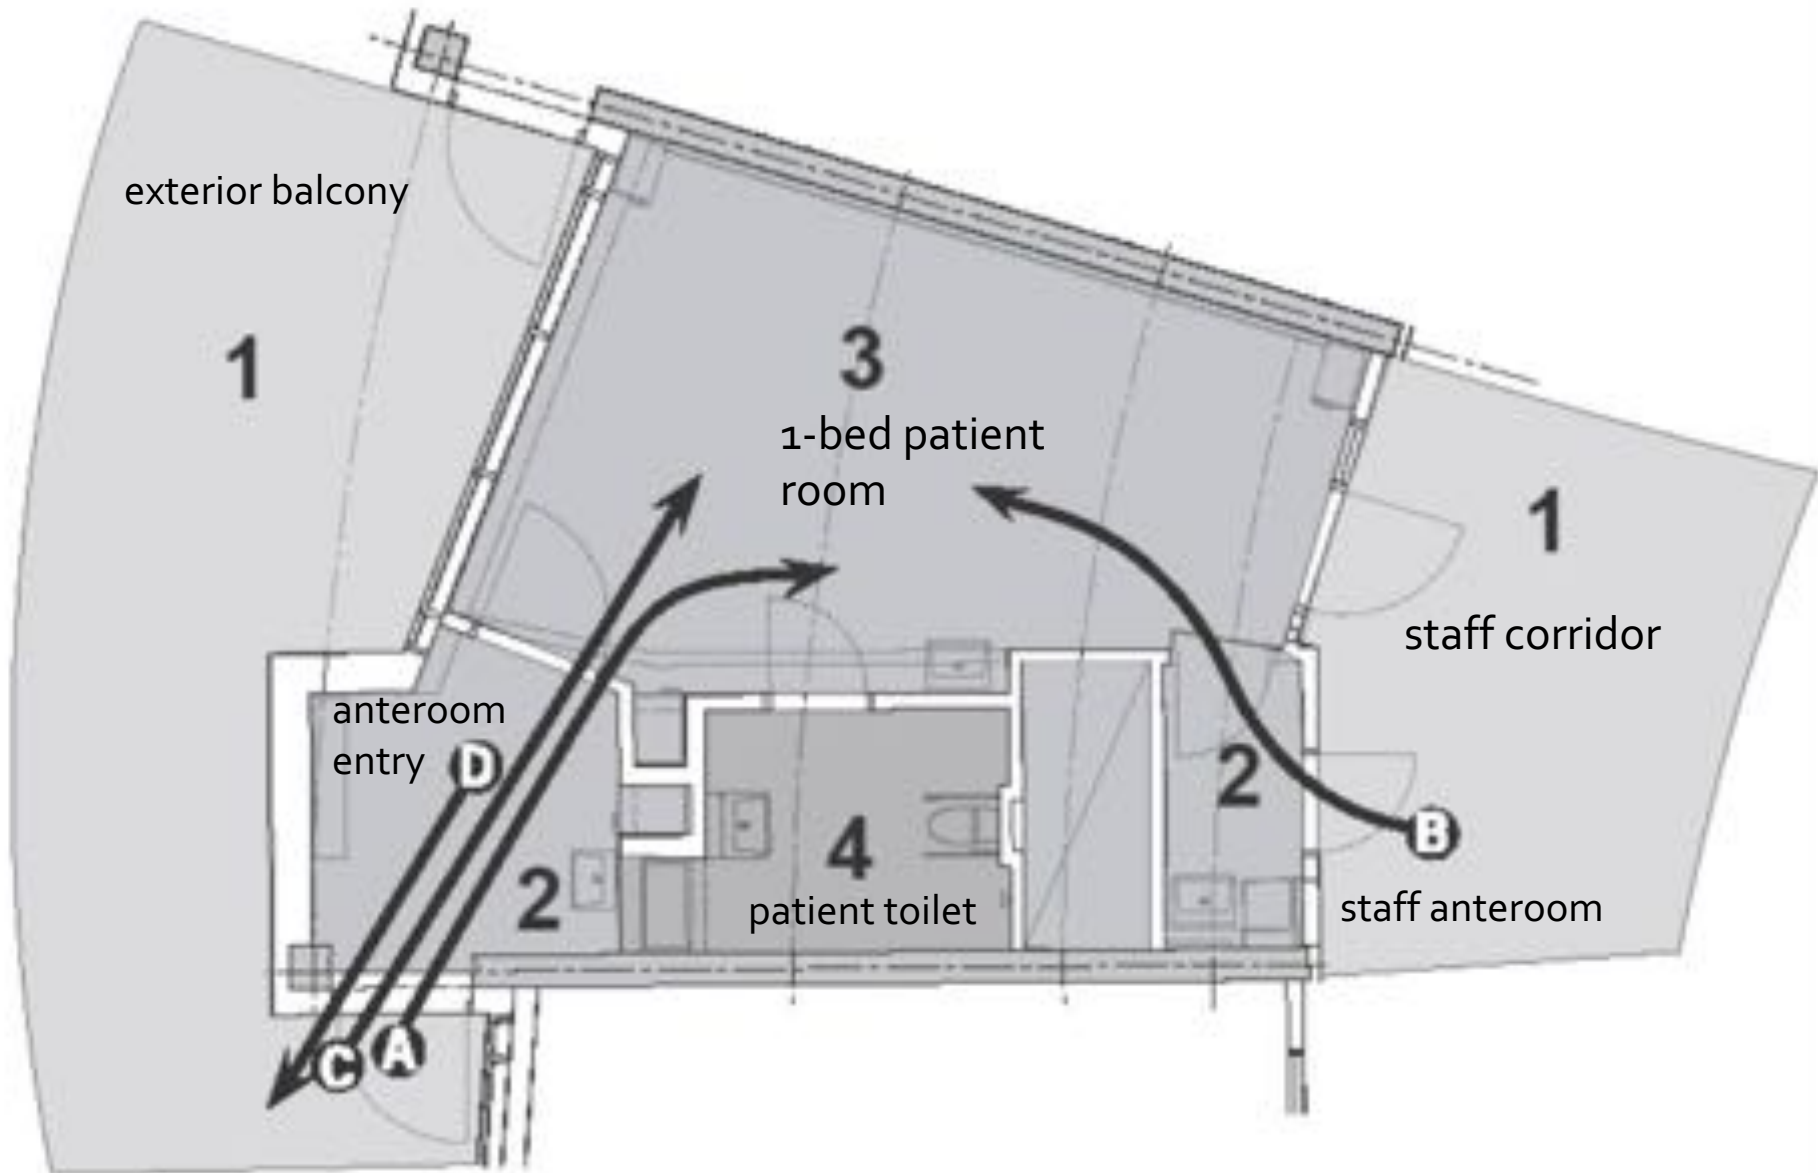 exterior balcony
1
3
1-bed patient
room
1
staff corridor
anteroom
entry
D
2
4
patient toilet
2
B
staff anteroom
C
A